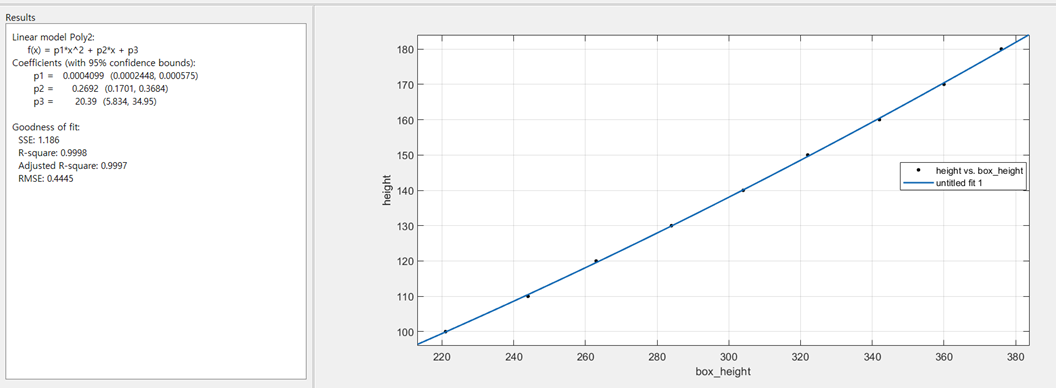 Results
Linear model Poly2:
f(x) = p1*x^2 + p2*x + p3
Coefficients (with 95% confidence bounds):
p1 = 0.0004099 (0.0002448, 0.000575)
p2 = 0.2692 (0.1701, 0.3684)
p3 = 20.39 (5.834, 34.95)
Goodness of fit:
SSE: 1.186
R-square: 0.9998
Adjusted R-square: 0.9997
RMSE: 0.4445
180
170
160
150
140
130
120
110
100
height
height vs. box_height
untitled fit 1
220 240 260 280 300 320 340 360 380
box_height